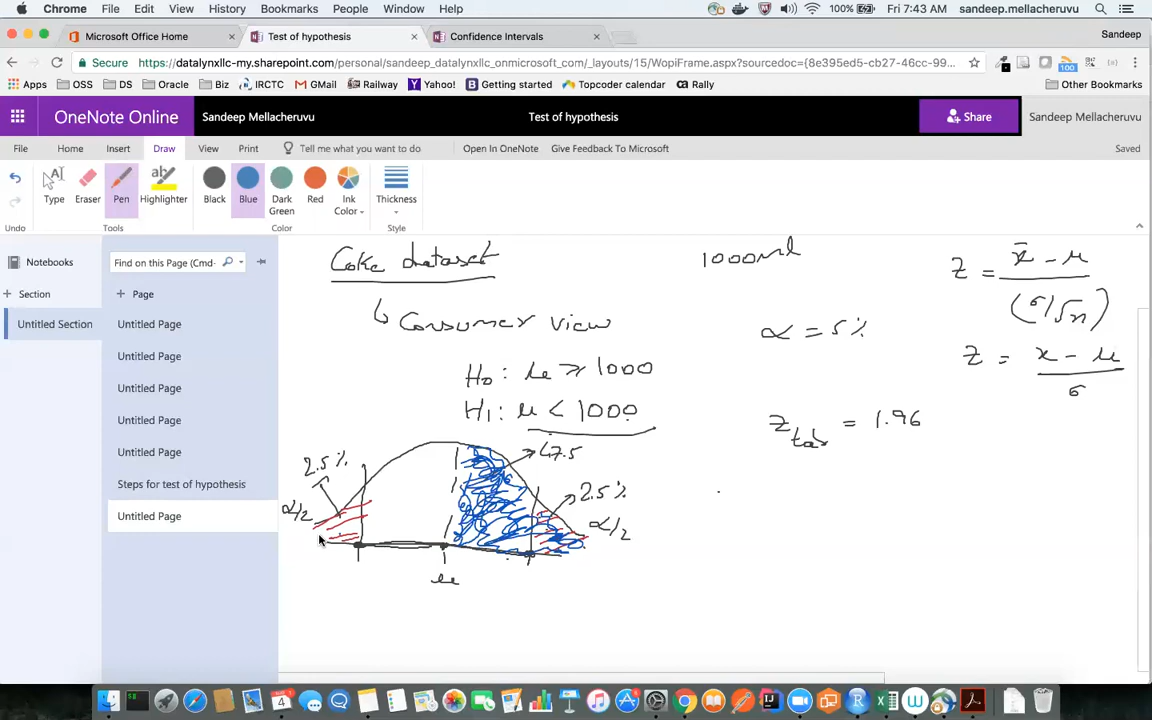 Chrome File Edit View History Bookmarks People Window Help 100% Fri 7:43 AM sandeep.mellacheruvu
Microsoft Office Home Test of hypothesis Confidence Intervals Sandeep
Secure https://datalynxllc-my.sharepoint.com/personal/sandeep_datalynxllc_onmicrosoft_com/_layouts/15/WopiFrame.aspx?sourcedoc={8e395ed5-cb27-46cc-99...
Apps OSS DS Oracle Biz IRCTC GMail Railway Yahoo! Getting started Topcoder calendar Rally Other Bookmarks
OneNote Online Sandeep Mellacheruvu Test of hypothesis Share Sandeep Mellacheruvu
File Home Insert Draw View Print Tell me what you want to do Open In OneNote Give Feedback To Microsoft Saved
Type Eraser Pen Highlighter Black Blue Dark Green Red Ink Color Thickness
Undo Tools Color Style
Notebooks
Section
Untitled Section
Find on this Page (Cmd-
Page
Untitled Page
Untitled Page
Untitled Page
Untitled Page
Untitled Page
Steps for test of hypothesis
Untitled Page
Coke dataset 1000ml
Z = x̄ - μ
(σ/√n)
Consumer view α = 5%
Z = x - μ
σ
H0: μ ≥ 1000
H1: μ < 1000
Ztab = 1.96
2.5% 47.5
α/2 2.5%
α/2
μ